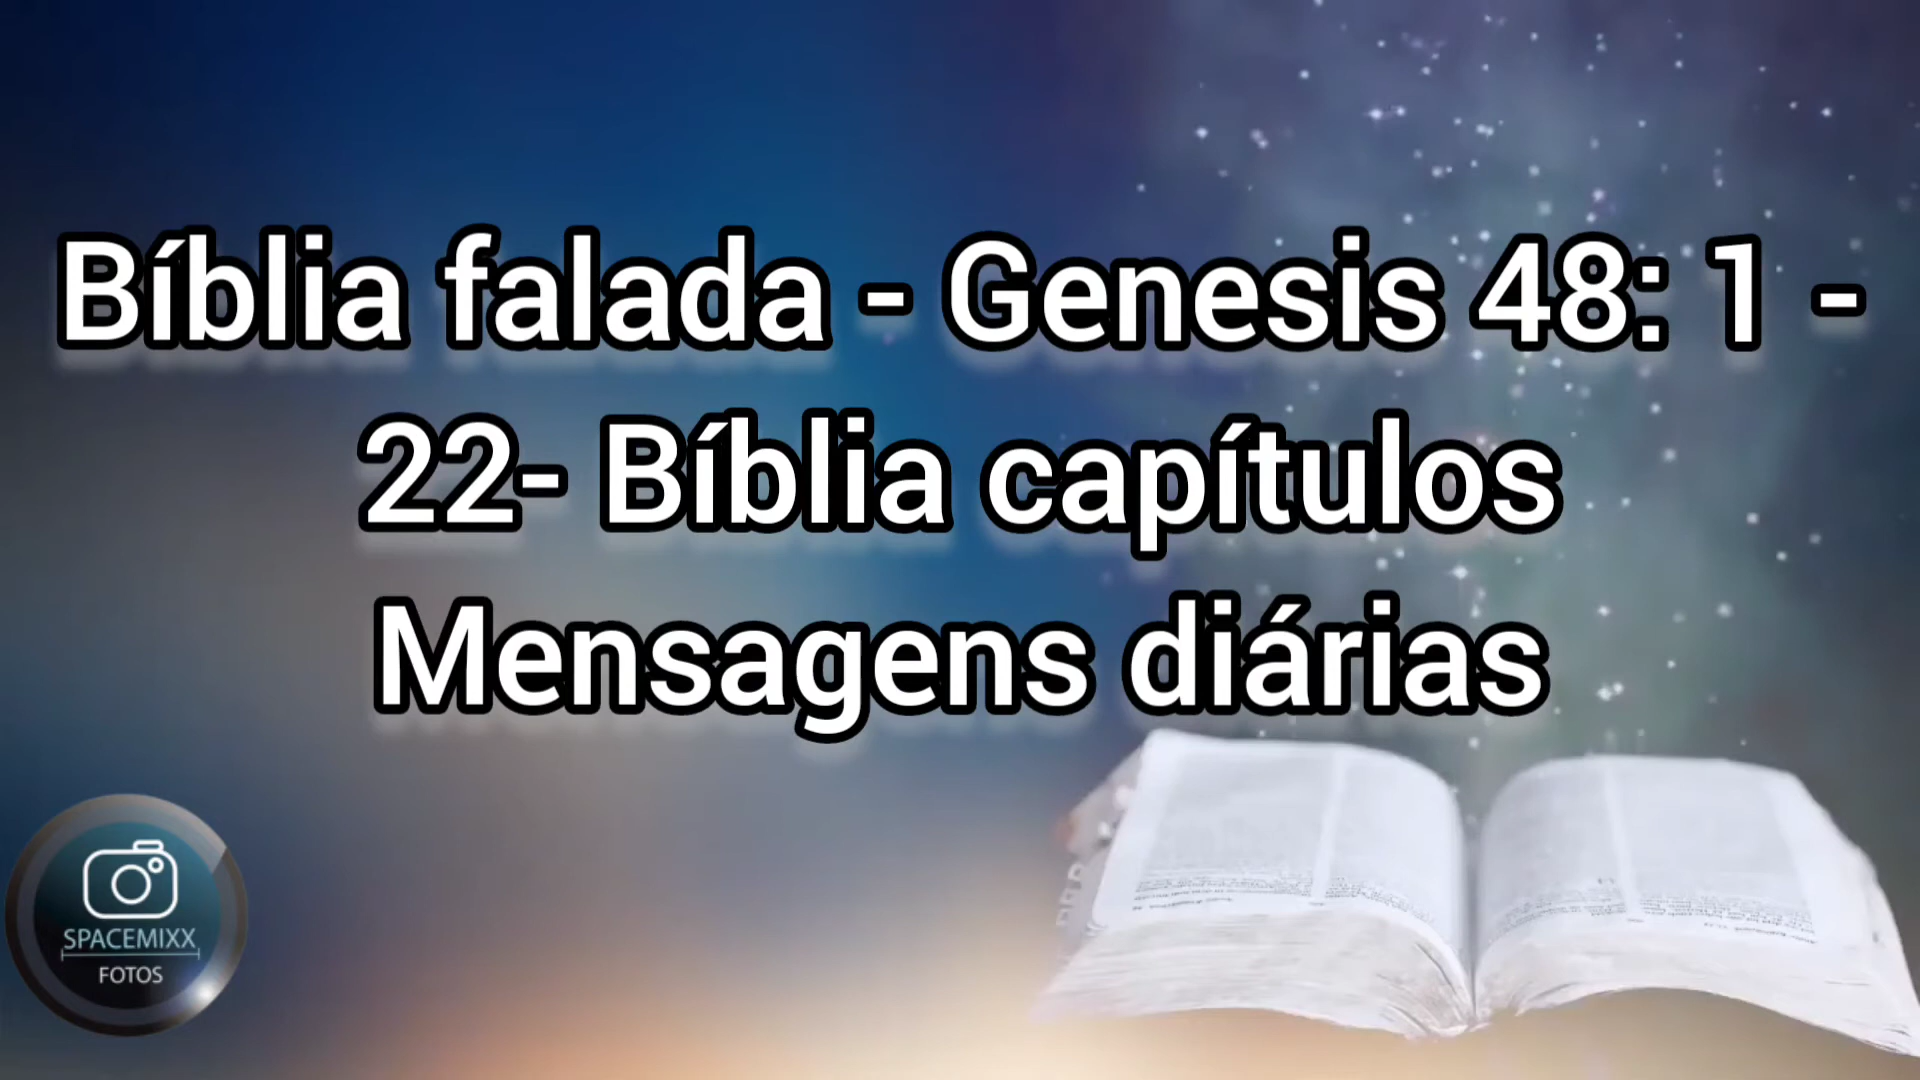 Bíblia falada - Genesis 48: 1 -
22- Bíblia capítulos
Mensagens diárias
SPACEMIXX
FOTOS